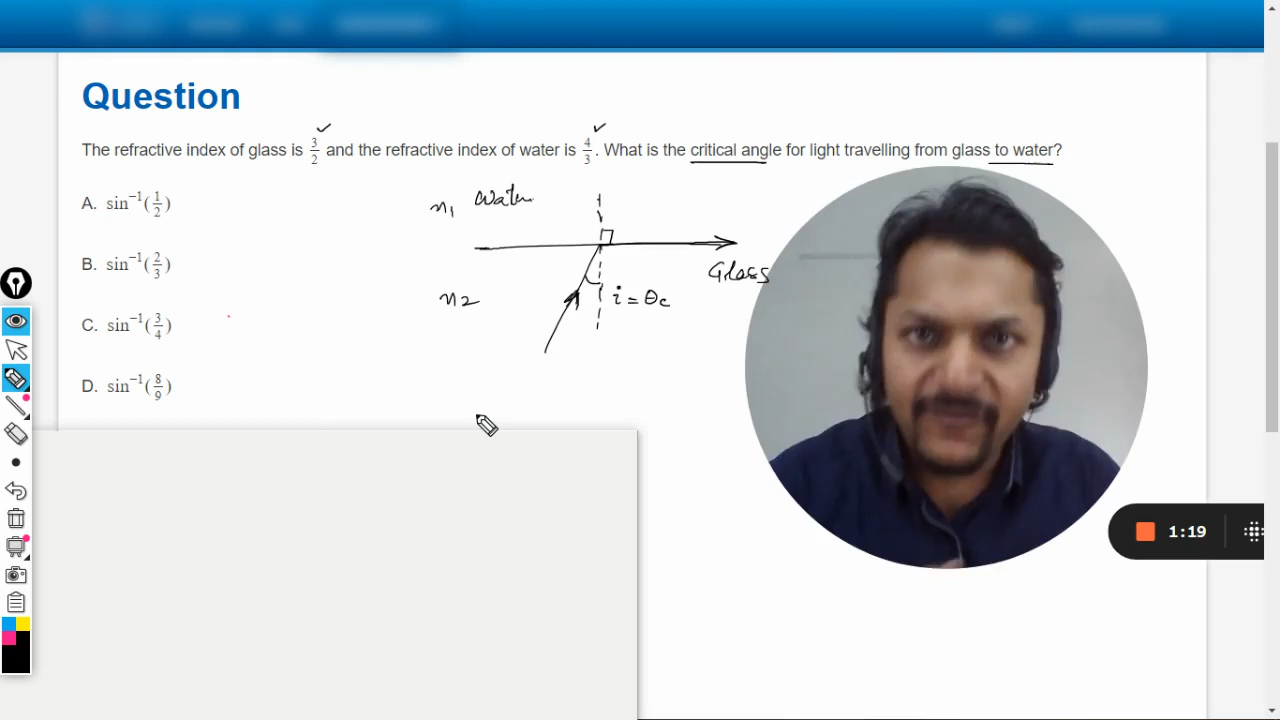 Question
The refractive index of glass is 3/2 and the refractive index of water is 4/3. What is the critical angle for light travelling from glass to water?
A. sin⁻¹(1/2)
B. sin⁻¹(2/3)
C. sin⁻¹(3/4)
D. sin⁻¹(8/9)
n₁ Water
Glass
n₂
i = θc
1:19